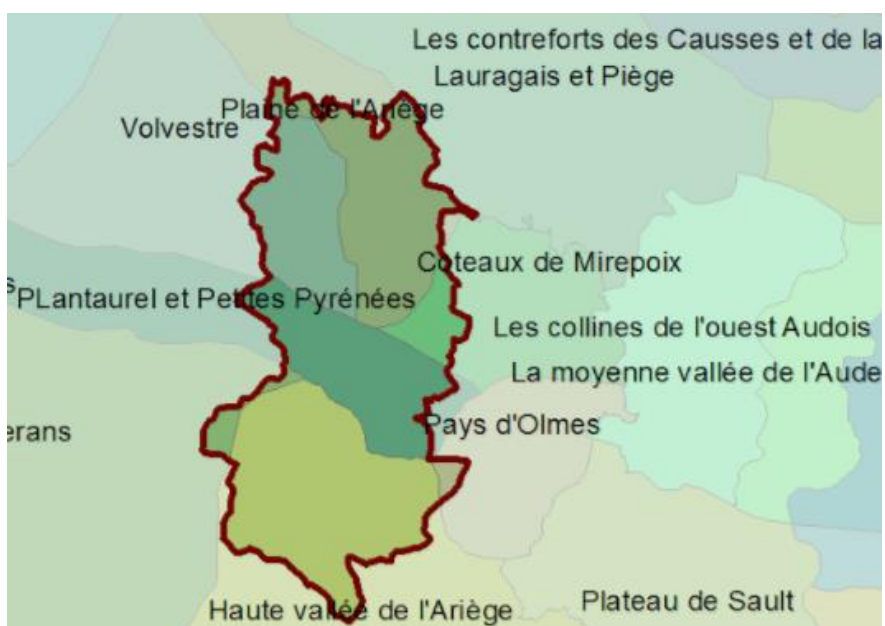 Les contreforts des Causses et de la
Lauragais et Piège
Plaine de l'Ariège
Volvestre
Coteaux de Mirepoix
s
PLantaurel et Petites Pyrénées
Les collines de l'ouest Audois
La moyenne vallée de l'Aude
Pays d'Olmes
erans
Plateau de Sault
Haute vallée de l'Ariège